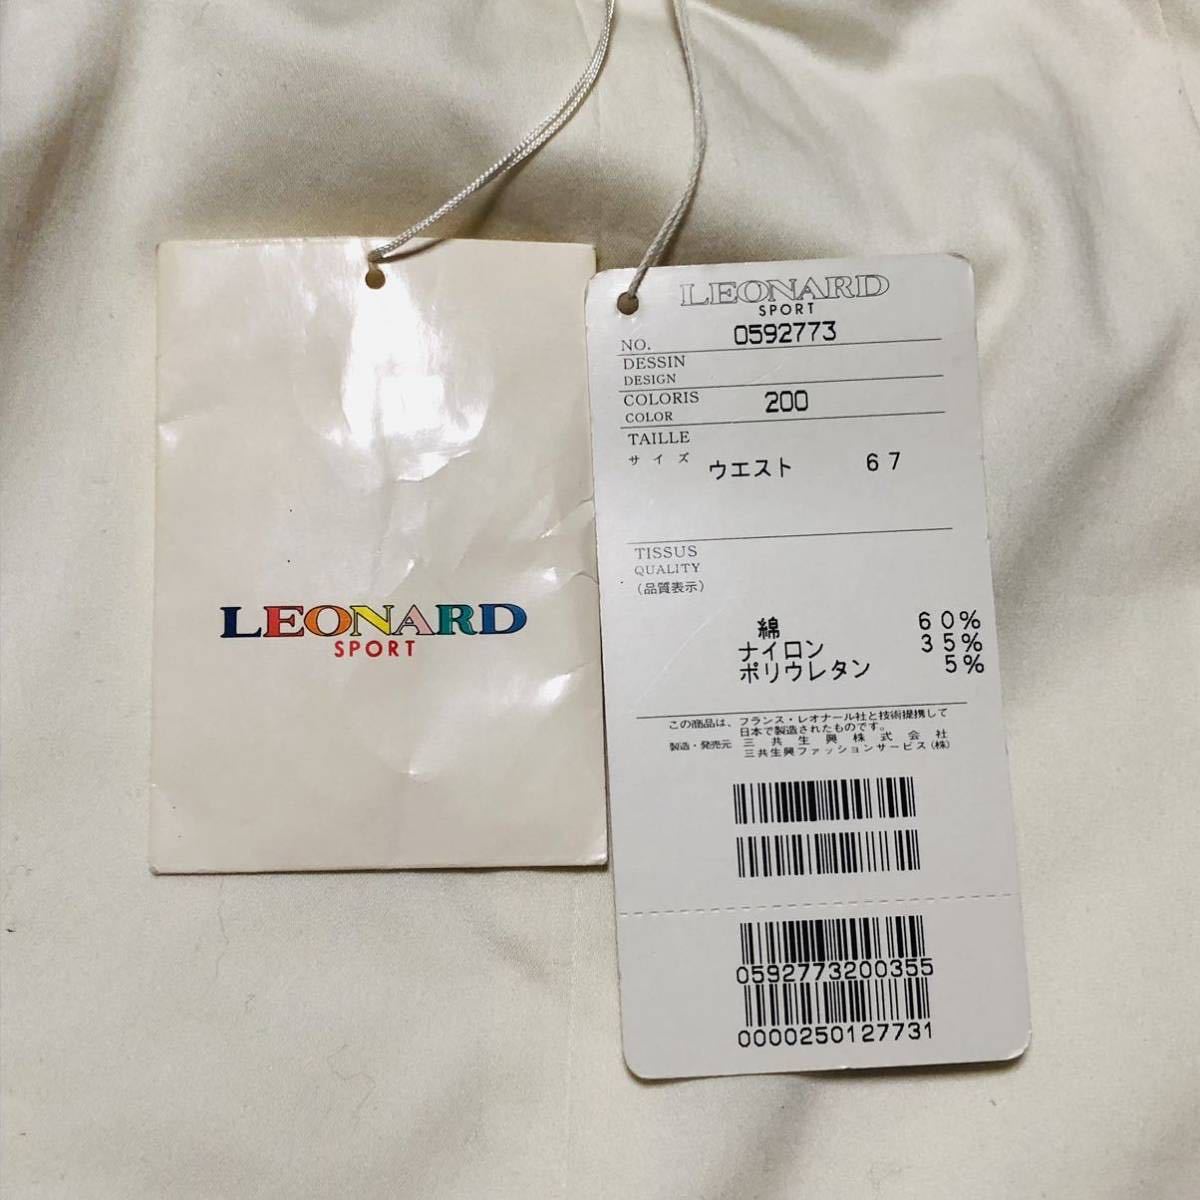 LEONARD
SPORT
LEONARD
SPORT
NO. 0592773
DESSIN
DESIGN
COLORIS
COLOR 200
TAILLE
サイズ ウエスト 67
TISSUS
QUALITY
(品質表示)
綿 60%
ナイロン 35%
ポリウレタン 5%
この商品は、フランス・レオナール社と技術提携して
日本で製造されたものです。
製造・発売元 三共生興株式会社
三共生興ファッションサービス(株)
0592773200355
0000250127731